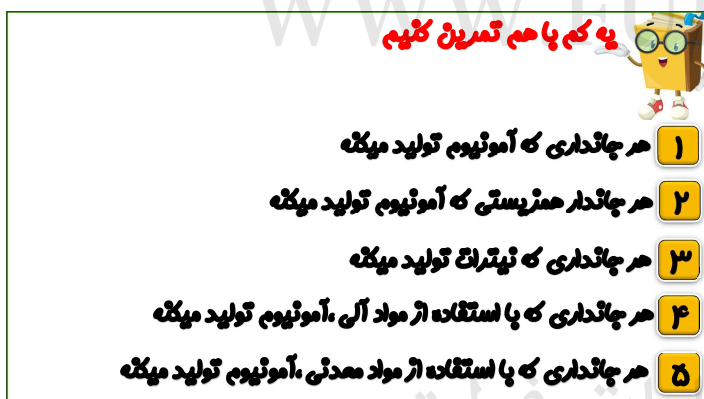 یه کم با هم تمرین کنیم
۱ هر جانداری که آمونیوم تولید میکنه
۲ هر جاندار همزیستی که آمونیوم تولید میکنه
۳ هر جانداری که نیترات تولید میکنه
۴ هر جانداری که با استفاده از مواد آلی ،آمونیوم تولید میکنه
۵ هر جانداری که با استفاده از مواد معدنی ،آمونیوم تولید میکنه